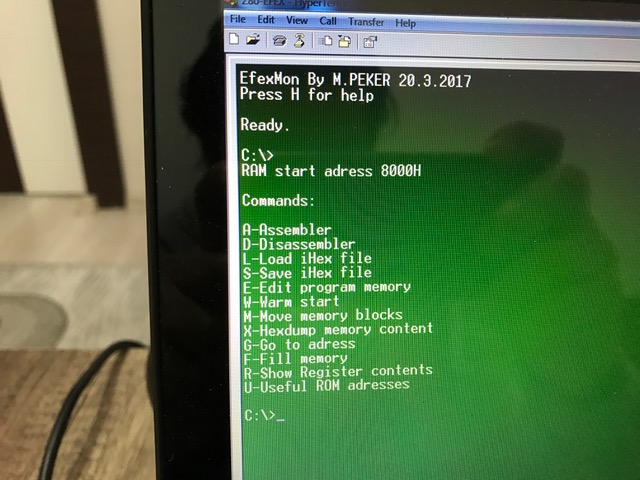 Z80-EFEX - HyperTer
File Edit View Call Transfer Help
EfexMon By M.PEKER 20.3.2017
Press H for help
Ready.
C:\>
RAM start adress 8000H
Commands:
A-Assembler
D-Disassembler
L-Load iHex file
S-Save iHex file
E-Edit program memory
W-Warm start
M-Move memory blocks
X-Hexdump memory content
G-Go to adress
F-Fill memory
R-Show Register contents
U-Useful ROM adresses
C:\>_